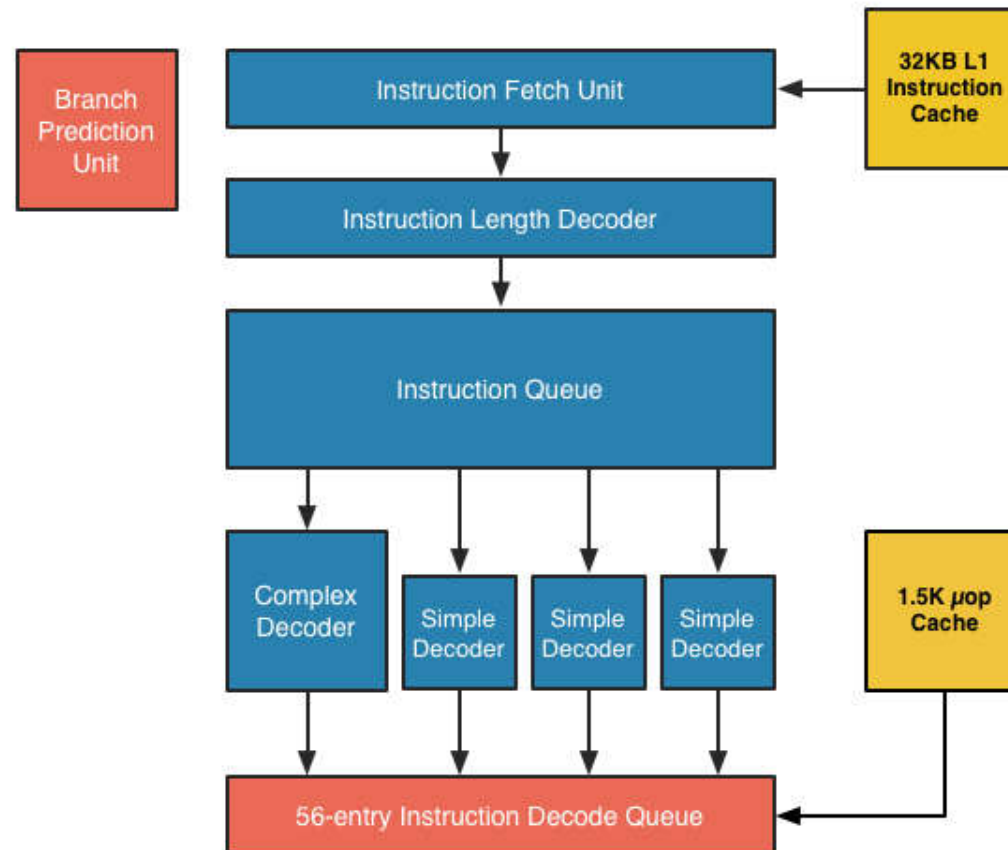 Branch
Prediction
Unit
Instruction Fetch Unit
32KB L1
Instruction
Cache
Instruction Length Decoder
Instruction Queue
Complex
Decoder
Simple
Decoder
Simple
Decoder
Simple
Decoder
1.5K µop
Cache
56-entry Instruction Decode Queue